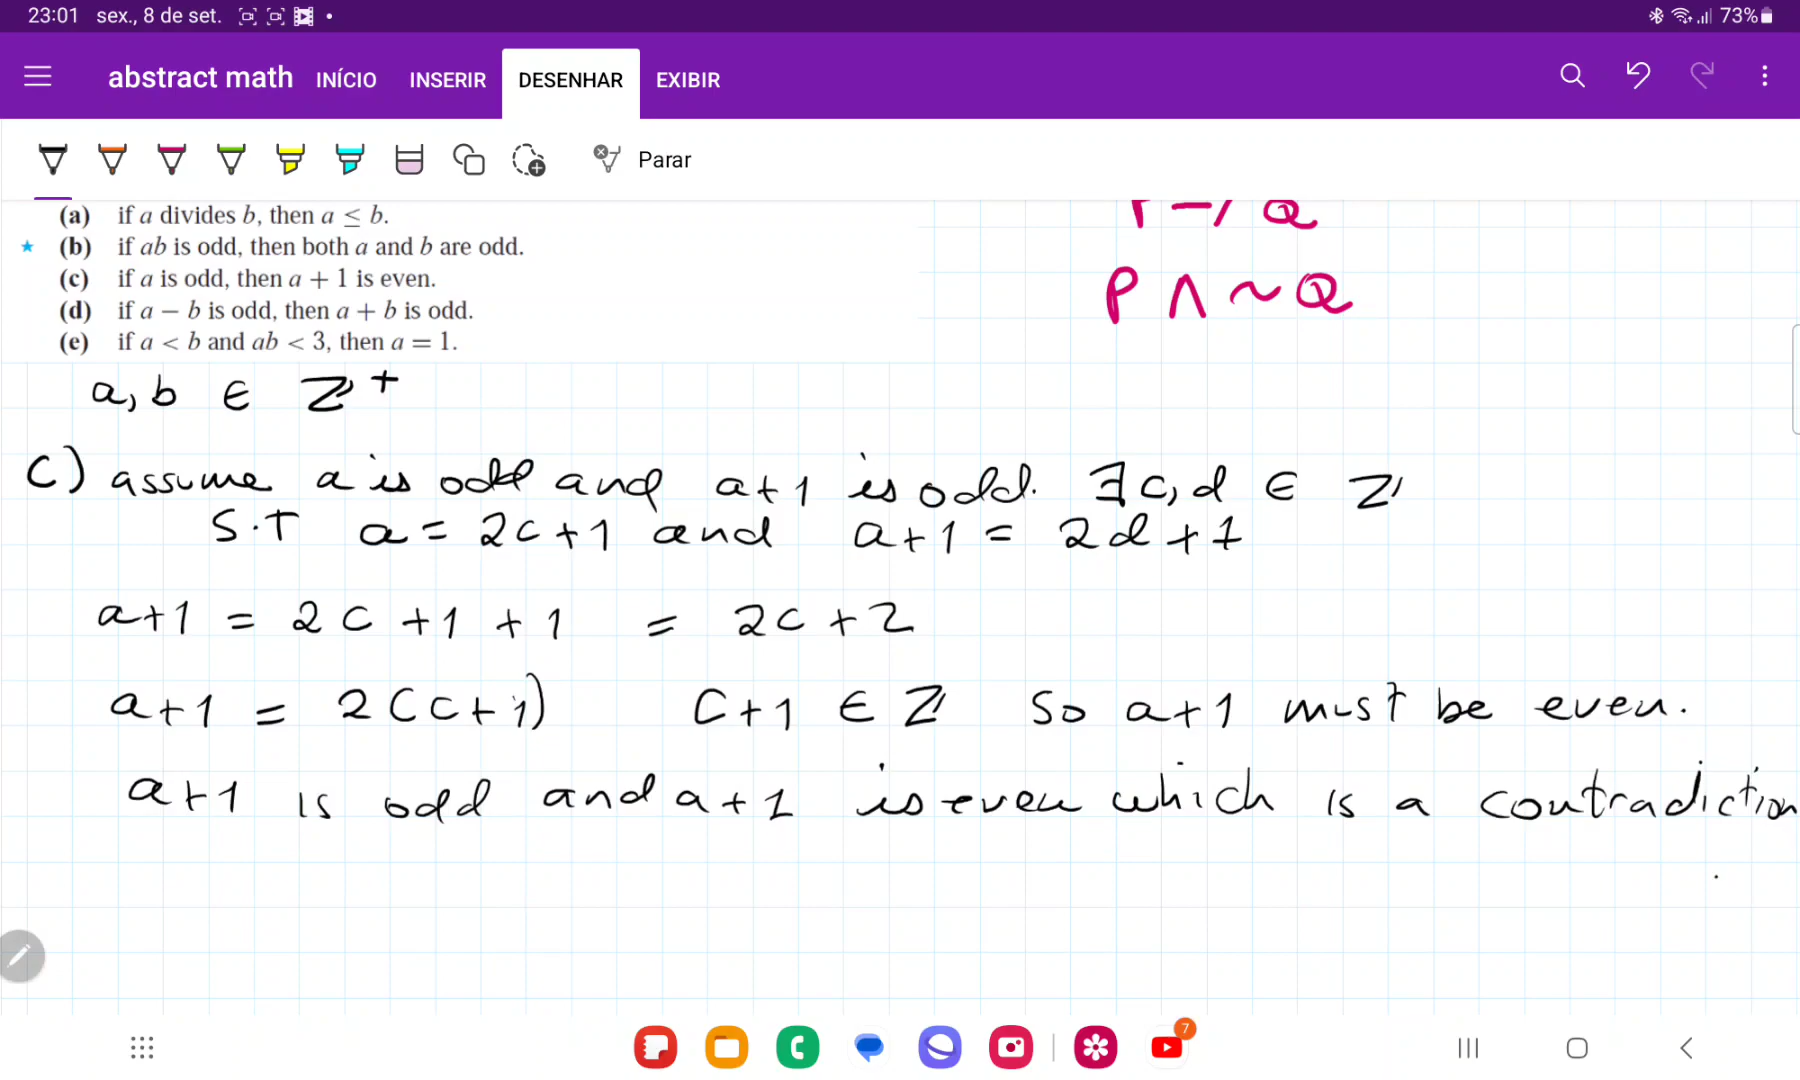 23:01 sex., 8 de set. 73%
abstract math INÍCIO INSERIR DESENHAR EXIBIR
Parar
(a) if a divides b, then a ≤ b.
★ (b) if ab is odd, then both a and b are odd.
(c) if a is odd, then a + 1 is even.
P ∧ ~Q
(d) if a − b is odd, then a + b is odd.
(e) if a < b and ab < 3, then a = 1.
a, b ∈ ℤ⁺
C) assume a is odd and a+1 is odd. ∃c, d ∈ ℤ
S.T a = 2c+1 and a+1 = 2d+1
a+1 = 2c+1+1 = 2c+2
a+1 = 2(c+1) C+1 ∈ ℤ So a+1 must be even.
a+1 is odd and a+1 is even which is a contradiction
.
7